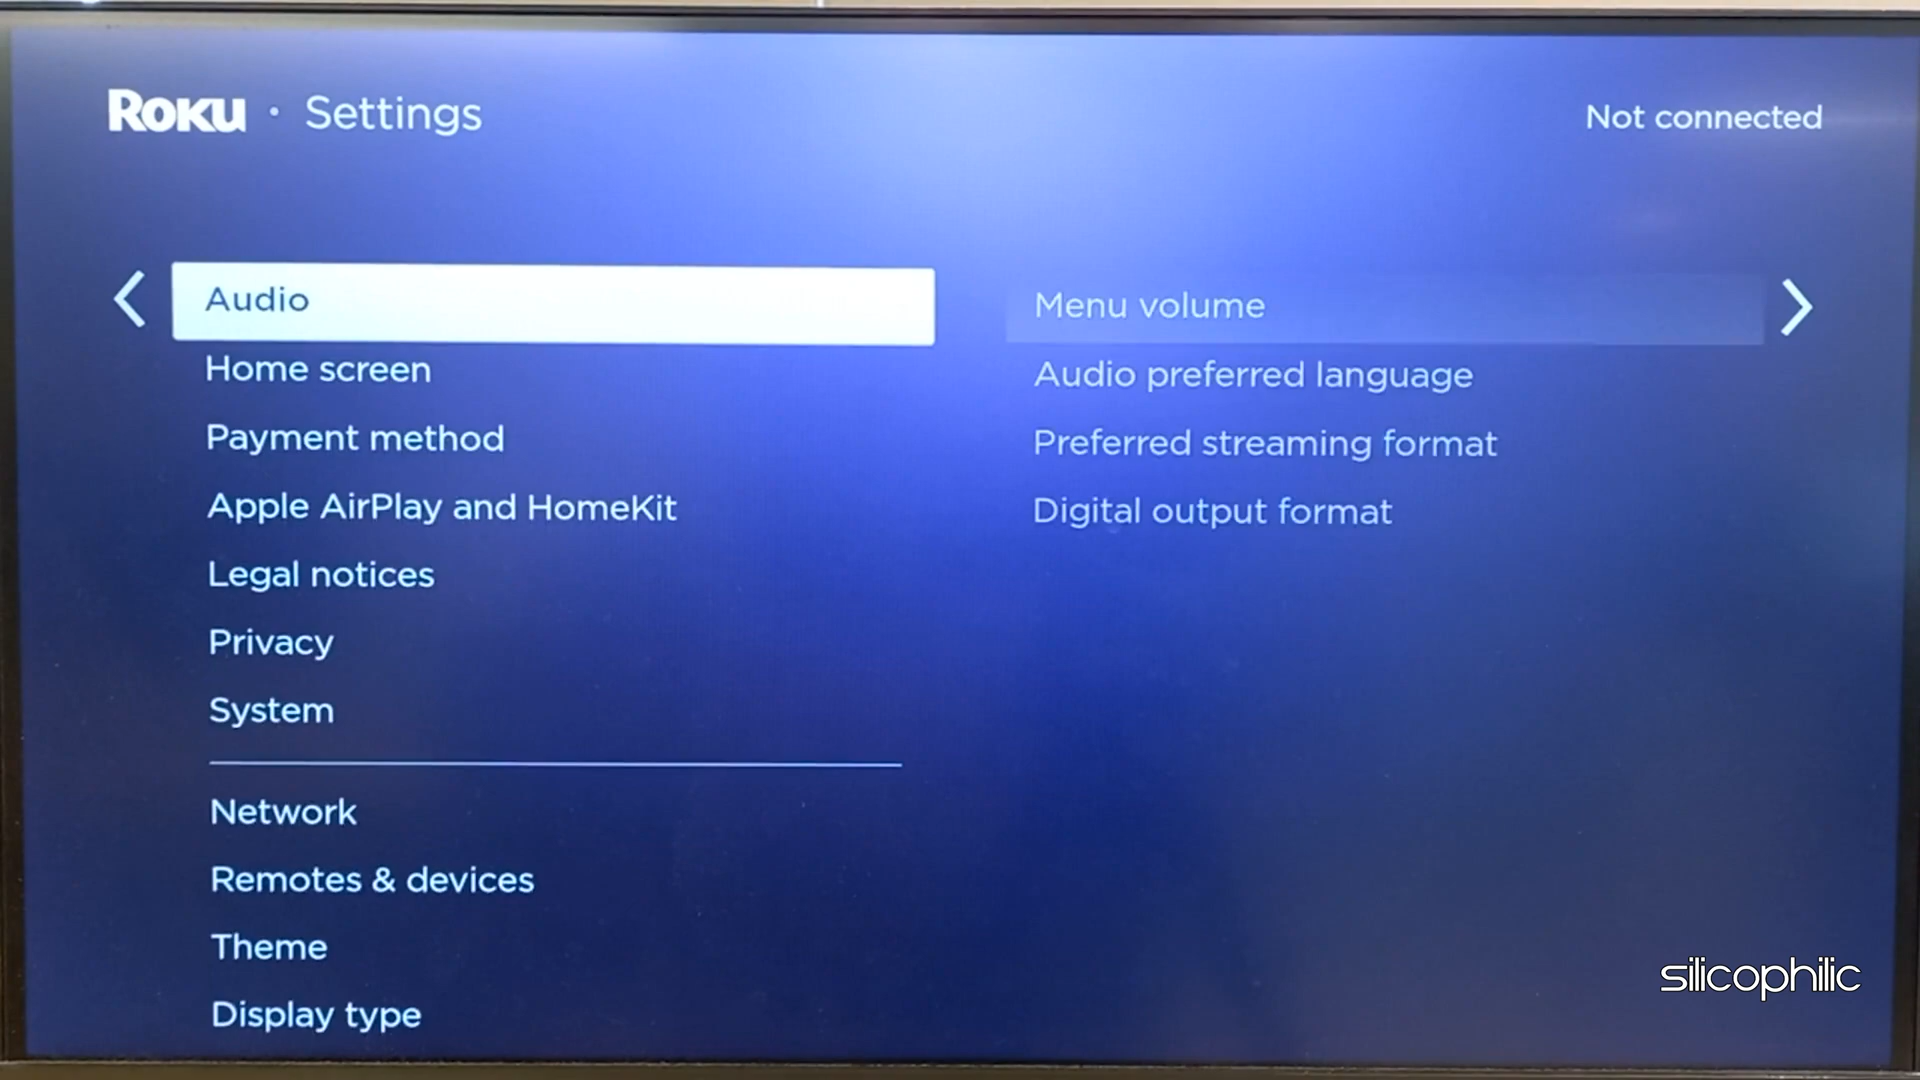 Roku · Settings
Not connected
Audio
Home screen
Payment method
Apple AirPlay and HomeKit
Legal notices
Privacy
System
Network
Remotes & devices
Theme
Display type
Menu volume
Audio preferred language
Preferred streaming format
Digital output format
silicophilic